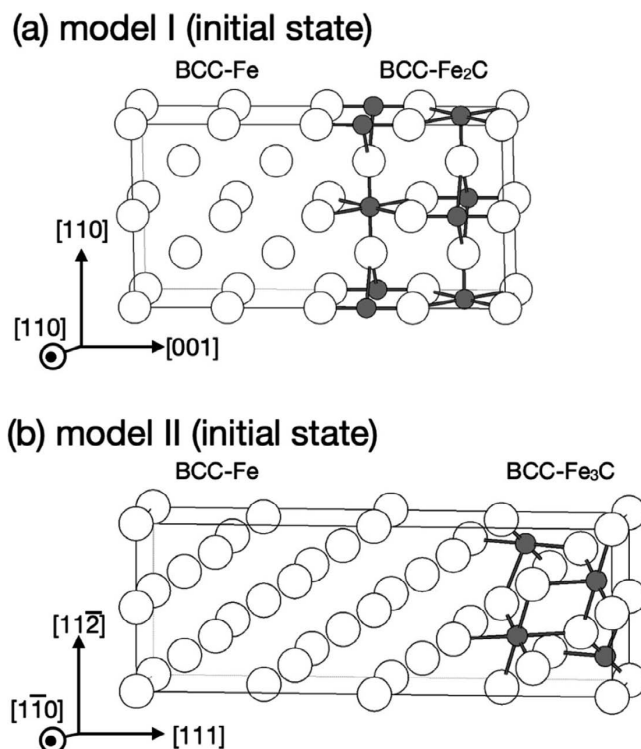 (a) model I (initial state)
BCC-Fe BCC-Fe₂C
[110]
[110]
[001]
(b) model II (initial state)
BCC-Fe BCC-Fe₃C
[112̅]
[11̅0]
[111]